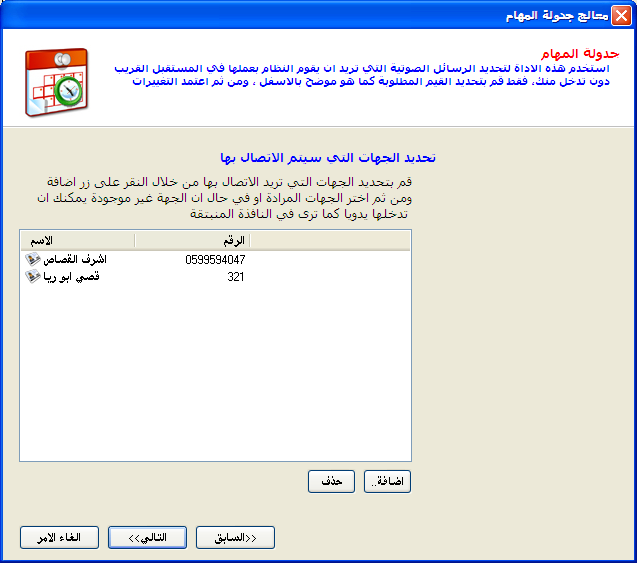 معالج جدولة المهام
جدولة المهام
استخدم هذه الاداة لتحديد الرسائل الصوتية التي تريد ان يقوم النظام بعملها في المستقبل القريب
دون تدخل منك، فقط قم بتحديد القيم المطلوبة كما هو موضح بالاسفل ، ومن ثم اعتمد التغييرات
تحديد الجهات التي سيتم الاتصال بها
قم بتحديد الجهات التي تريد الاتصال بها من خلال النقر على زر اضافة
ومن ثم اختر الجهات المرادة او في حال ان الجهة غير موجودة يمكنك ان
تدخلها يدويا كما ترى في النافذة المنبثقة
الاسم الرقم
اشرف القصاص 0599594047
قصي ابو ريا 321
اضافة.. حذف
<<السابق التالي>> الغاء الامر